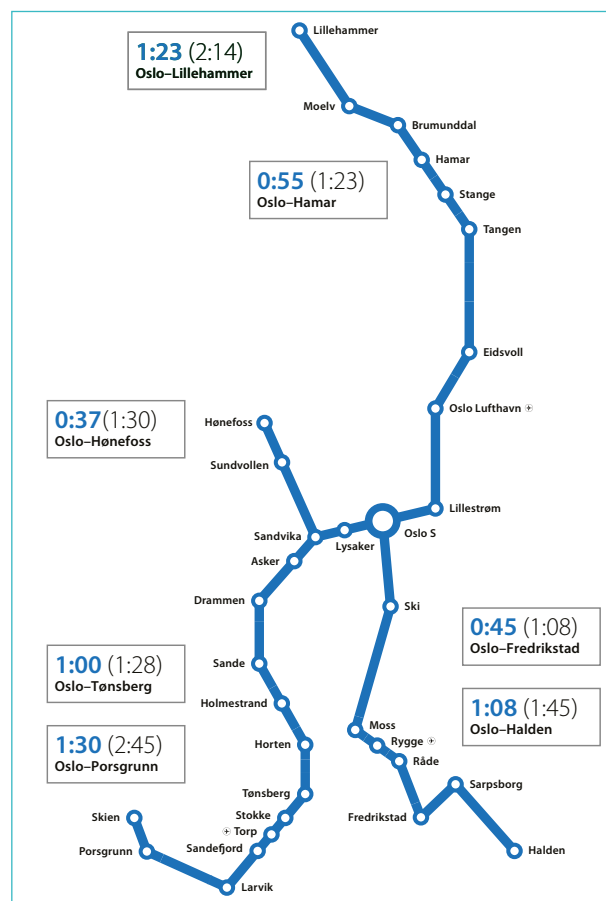 Lillehammer
1:23 (2:14)
Oslo–Lillehammer
Moelv
Brumunddal
Hamar
0:55 (1:23)
Oslo–Hamar
Stange
Tangen
Eidsvoll
Oslo Lufthavn
0:37(1:30)
Oslo–Hønefoss
Hønefoss
Sundvollen
Lillestrøm
Sandvika
Lysaker
Oslo S
Asker
Drammen
Ski
0:45 (1:08)
Oslo–Fredrikstad
1:00 (1:28)
Oslo–Tønsberg
Sande
Holmestrand
1:08 (1:45)
Oslo–Halden
1:30 (2:45)
Oslo–Porsgrunn
Horten
Moss
Rygge
Råde
Sarpsborg
Tønsberg
Skien
Stokke
Fredrikstad
Torp
Porsgrunn
Sandefjord
Halden
Larvik